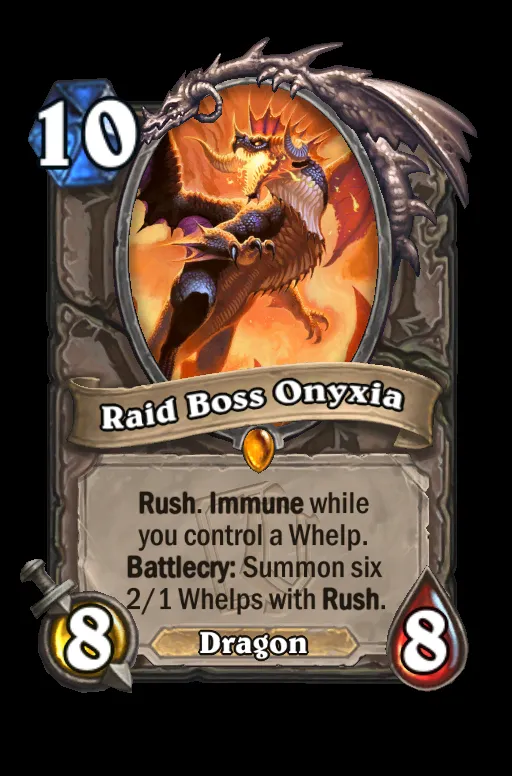 10
Raid Boss Onyxia
Rush. Immune while
you control a Whelp.
Battlecry: Summon six
2/1 Whelps with Rush.
8
Dragon
8